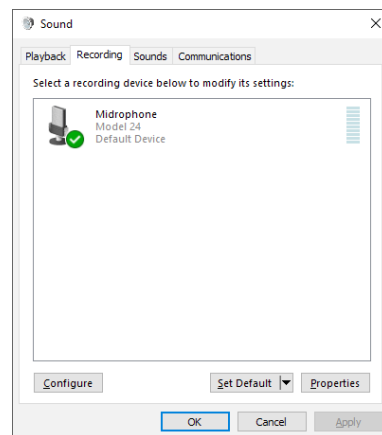 Sound
Playback Recording Sounds Communications
Select a recording device below to modify its settings:
Midrophone
Model 24
Default Device
Configure Set Default Properties
OK Cancel Apply